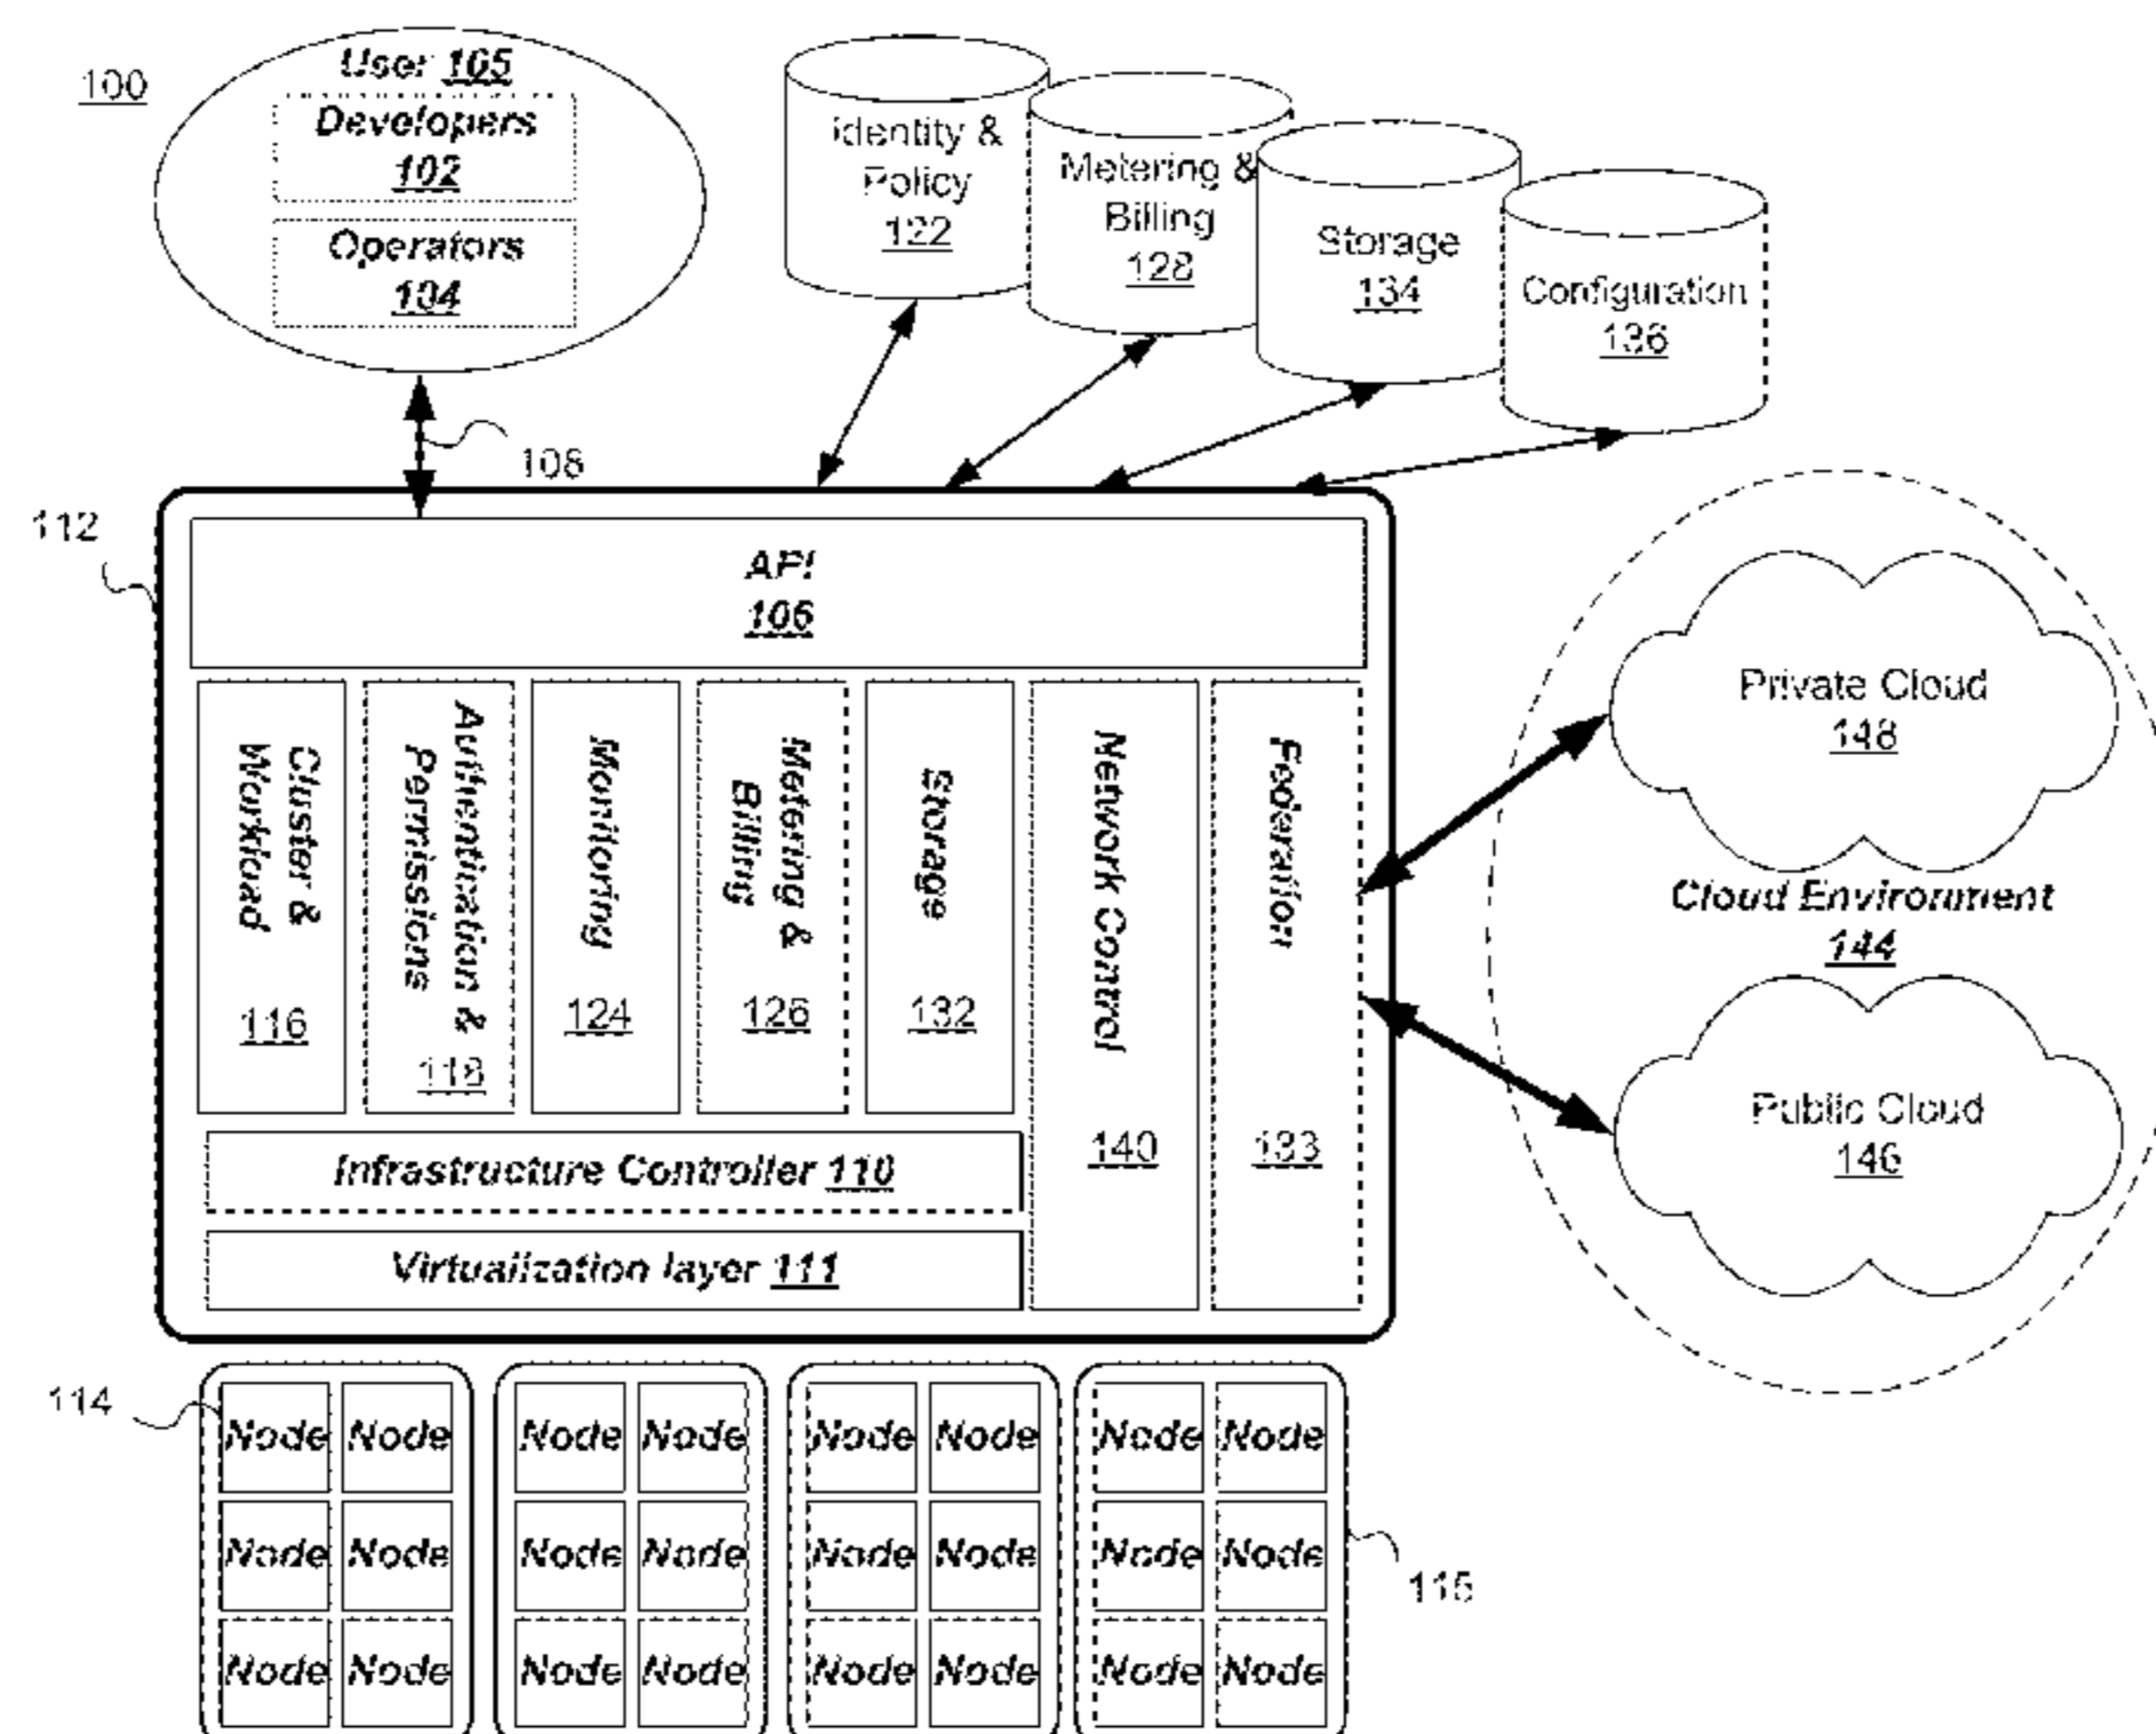 100
User 105
Developers
102
Operators
104
Identity &
Policy
122
Metering &
Billing
128
Storage
134
Configuration
136
108
112
API
106
Cluster &
Workload
116
Authentication &
Permissions
118
Monitoring
124
Metering &
Billing
126
Storage
132
Network Control
140
Federation
Infrastructure Controller 110
Virtualization layer 111
Private Cloud
148
Cloud Environment
144
Public Cloud
146
114
Node Node Node Node Node Node Node Node
Node Node Node Node Node Node Node Node
115
Node Node Node Node Node Node Node Node